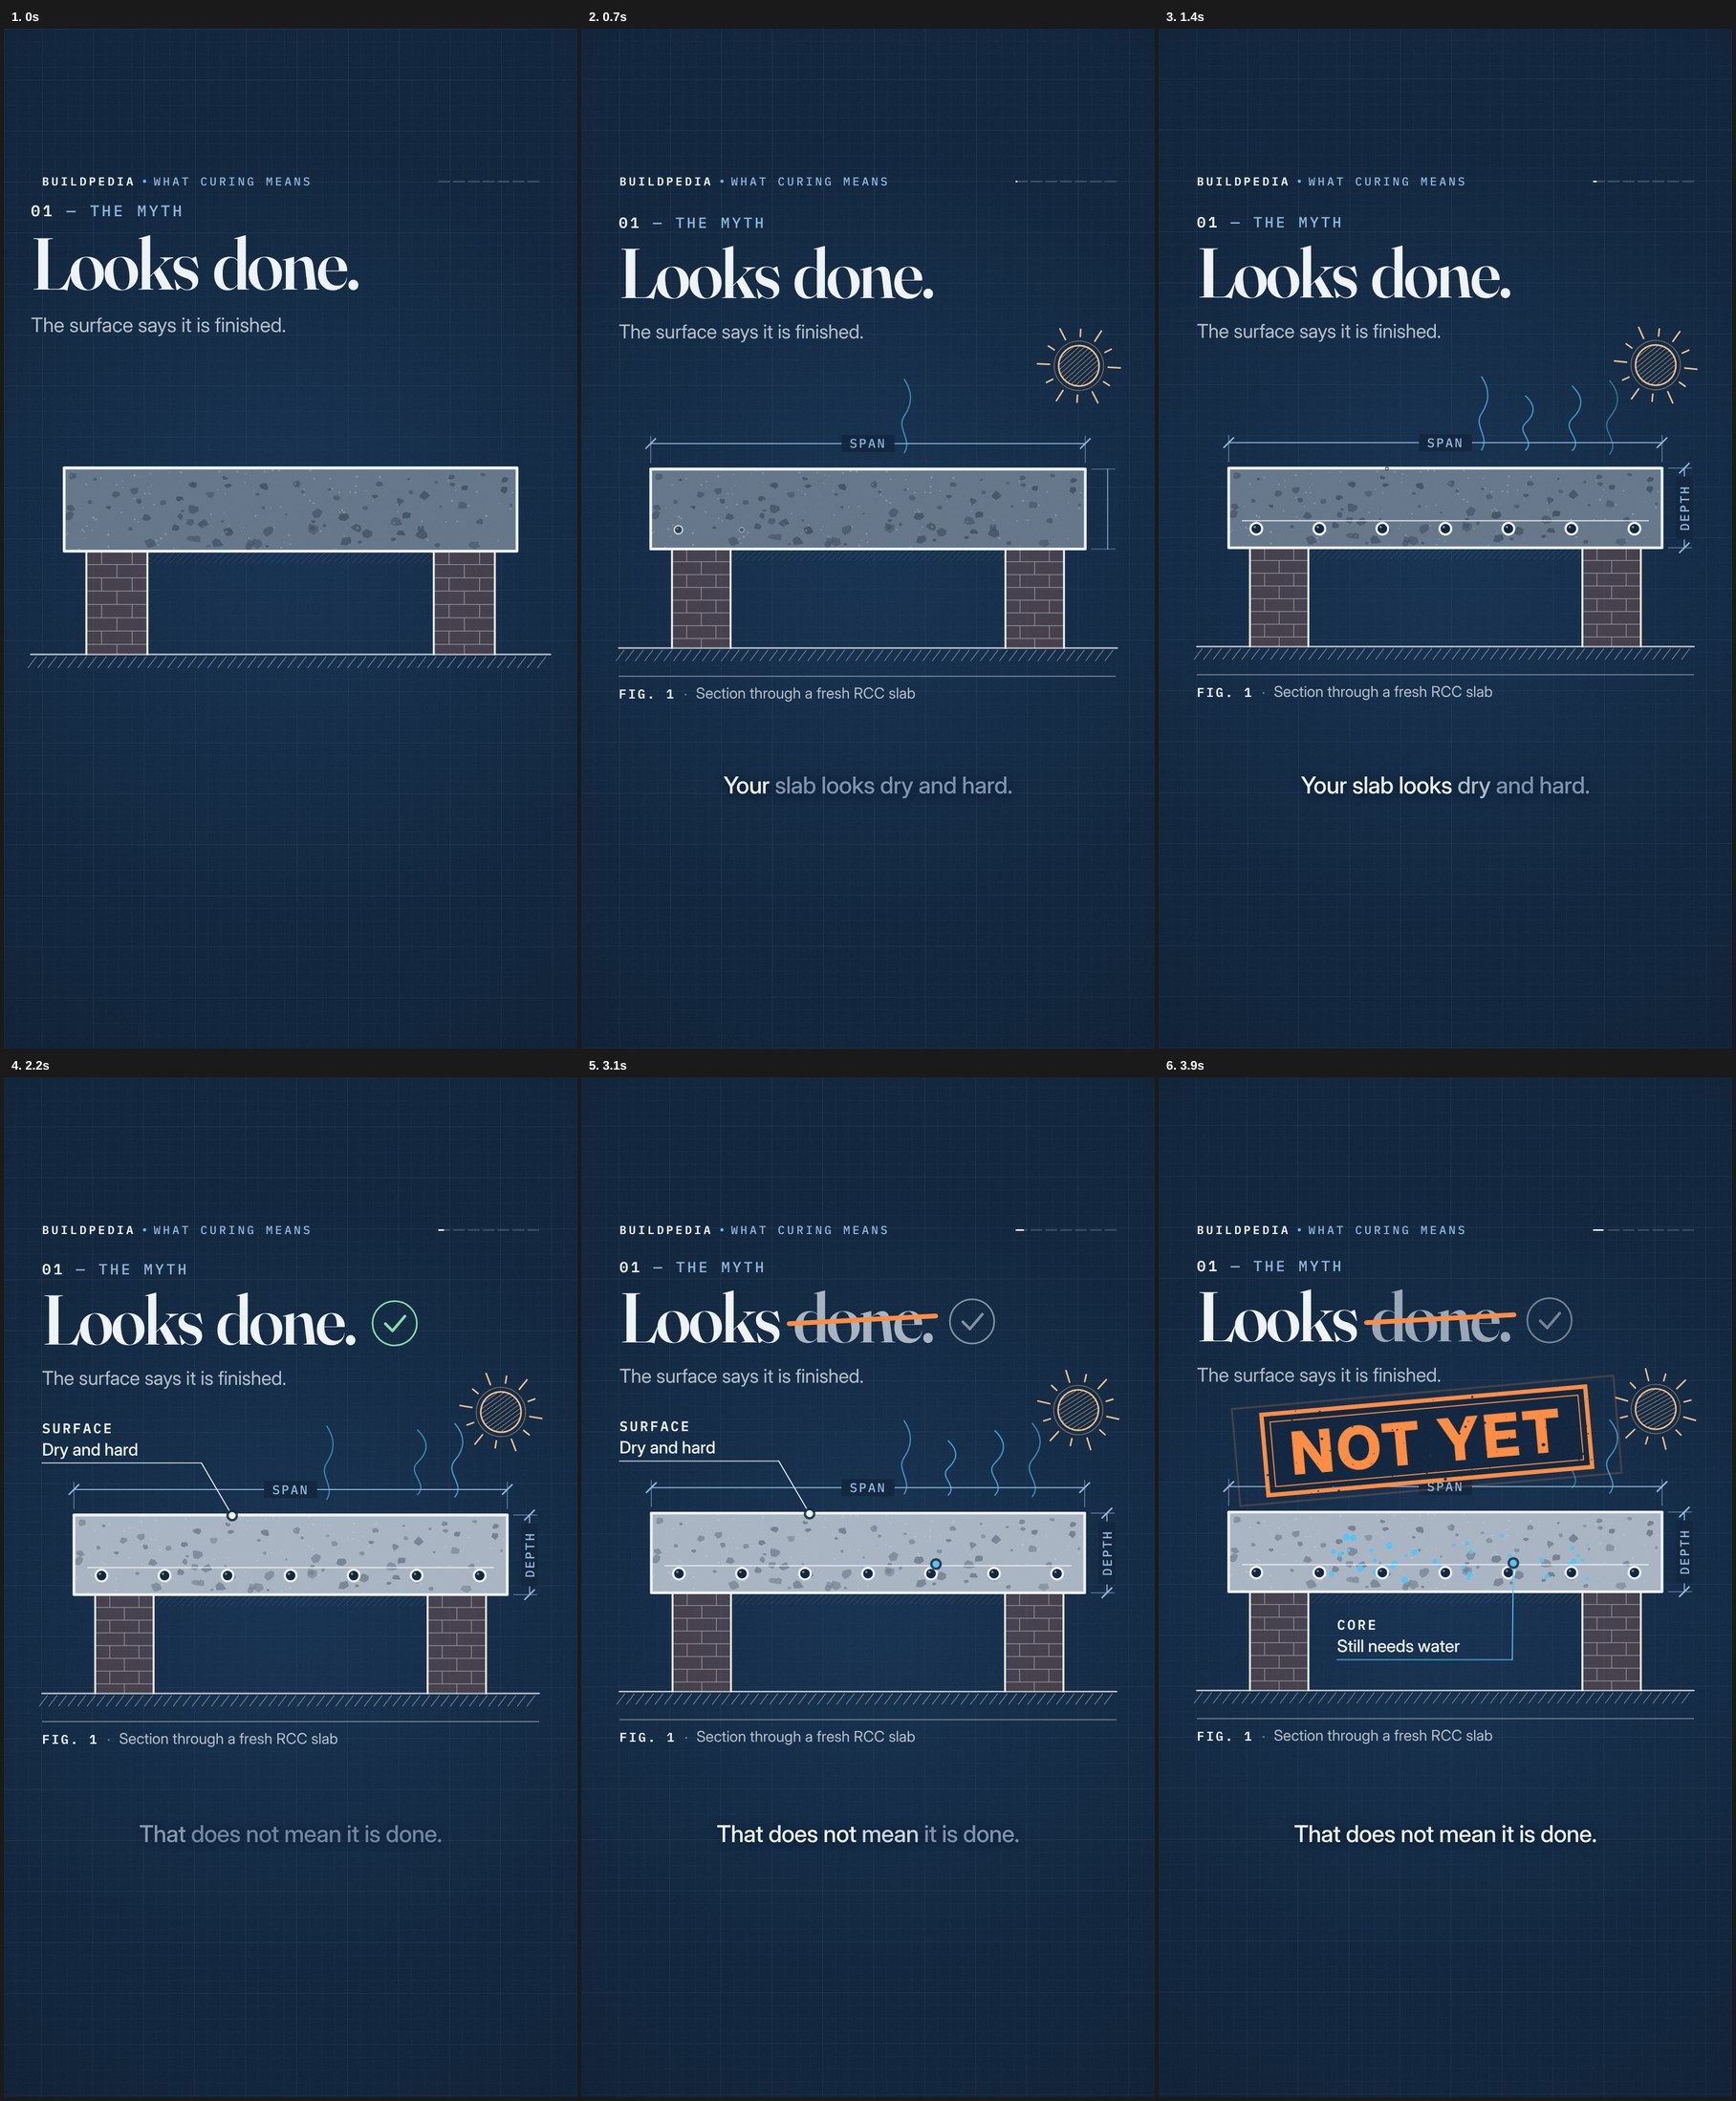 1. 0s
BUILDPEDIA • WHAT CURING MEANS
01 — THE MYTH
Looks done.
The surface says it is finished.
2. 0.7s
BUILDPEDIA • WHAT CURING MEANS
01 — THE MYTH
Looks done.
The surface says it is finished.
SPAN
FIG. 1 · Section through a fresh RCC slab
Your slab looks dry and hard.
3. 1.4s
BUILDPEDIA • WHAT CURING MEANS
01 — THE MYTH
Looks done.
The surface says it is finished.
SPAN
DEPTH
FIG. 1 · Section through a fresh RCC slab
Your slab looks dry and hard.
4. 2.2s
BUILDPEDIA • WHAT CURING MEANS
01 — THE MYTH
Looks done.
The surface says it is finished.
SURFACE
Dry and hard
SPAN
DEPTH
FIG. 1 · Section through a fresh RCC slab
That does not mean it is done.
5. 3.1s
BUILDPEDIA • WHAT CURING MEANS
01 — THE MYTH
Looks done.
The surface says it is finished.
SURFACE
Dry and hard
SPAN
DEPTH
FIG. 1 · Section through a fresh RCC slab
That does not mean it is done.
6. 3.9s
BUILDPEDIA • WHAT CURING MEANS
01 — THE MYTH
Looks done.
The surface says it is finished.
NOT YET
SPAN
DEPTH
CORE
Still needs water
FIG. 1 · Section through a fresh RCC slab
That does not mean it is done.